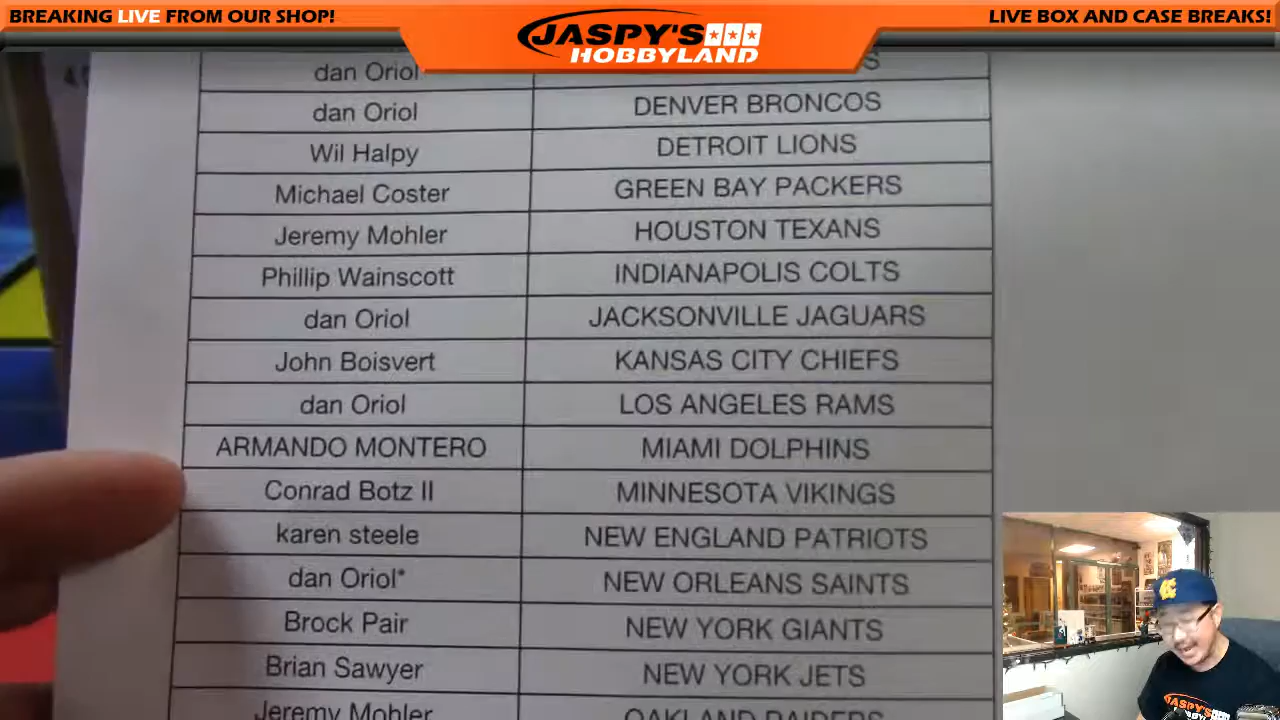 BREAKING LIVE FROM OUR SHOP!
JASPY'S
HOBBYLAND
LIVE BOX AND CASE BREAKS!
dan Oriol
dan Oriol DENVER BRONCOS
Wil Halpy DETROIT LIONS
Michael Coster GREEN BAY PACKERS
Jeremy Mohler HOUSTON TEXANS
Phillip Wainscott INDIANAPOLIS COLTS
dan Oriol JACKSONVILLE JAGUARS
John Boisvert KANSAS CITY CHIEFS
dan Oriol LOS ANGELES RAMS
ARMANDO MONTERO MIAMI DOLPHINS
Conrad Botz II MINNESOTA VIKINGS
karen steele NEW ENGLAND PATRIOTS
dan Oriol* NEW ORLEANS SAINTS
Brock Pair NEW YORK GIANTS
Brian Sawyer NEW YORK JETS
Jeremy Mohler OAKLAND RAIDERS
JASPY'S